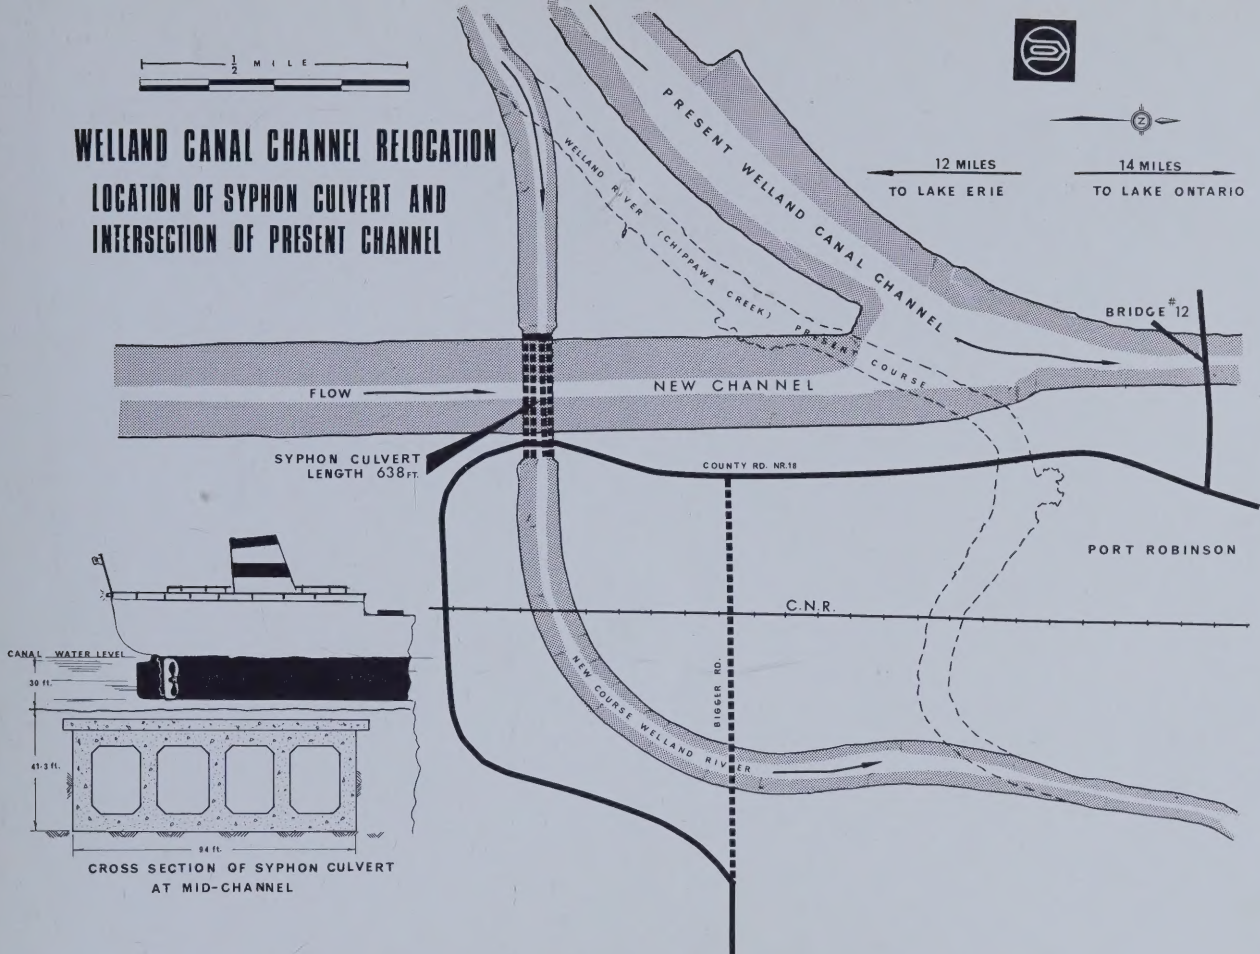 1/2 MILE
WELLAND CANAL CHANNEL RELOCATION
LOCATION OF SYPHON CULVERT AND
INTERSECTION OF PRESENT CHANNEL
PRESENT WELLAND CANAL CHANNEL
WELLAND RIVER (CHIPPAWA CREEK) PRESENT COURSE
Z
12 MILES
TO LAKE ERIE
14 MILES
TO LAKE ONTARIO
BRIDGE #12
FLOW
NEW CHANNEL
SYPHON CULVERT
LENGTH 638 FT.
COUNTY RD. NR.18
PORT ROBINSON
C.N.R.
BIGGER RD.
NEW COURSE WELLAND RIVER
CANAL WATER LEVEL
30 ft.
41·3 ft.
94 ft.
CROSS SECTION OF SYPHON CULVERT
AT MID-CHANNEL